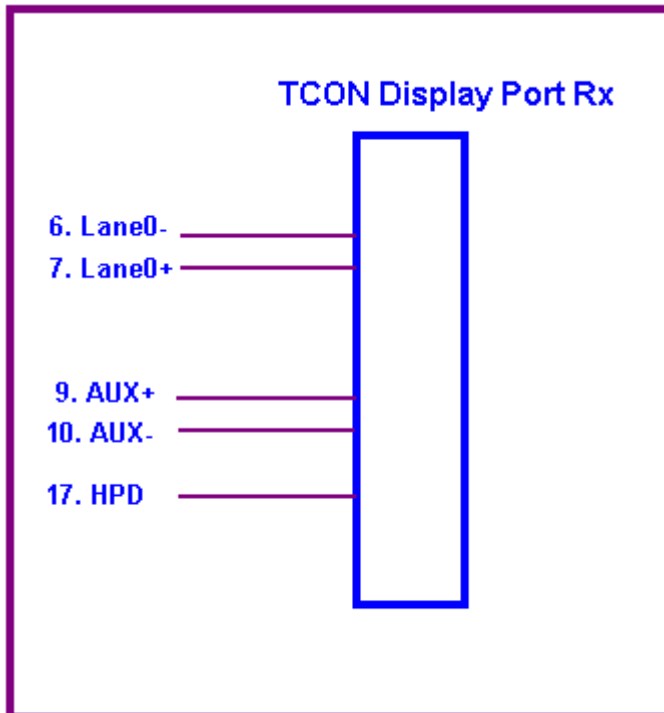 TCON Display Port Rx
6. Lane0-
7. Lane0+
9. AUX+
10. AUX-
17. HPD